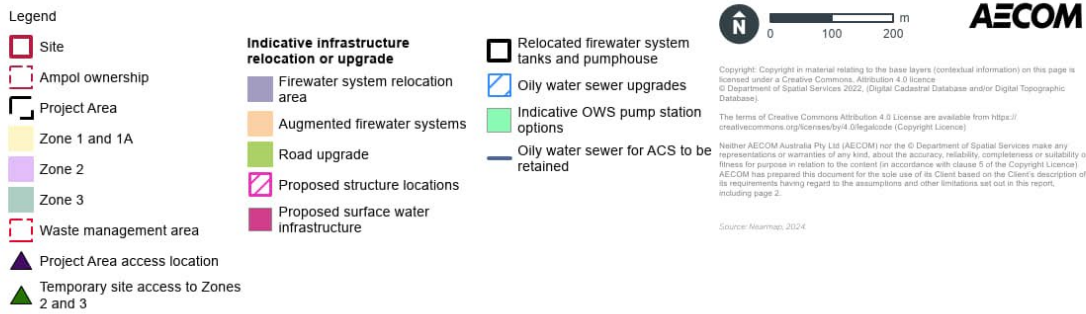 Legend
Site
Ampol ownership
Project Area
Zone 1 and 1A
Zone 2
Zone 3
Waste management area
Project Area access location
Temporary site access to Zones
2 and 3
Indicative infrastructure
relocation or upgrade
Firewater system relocation
area
Augmented firewater systems
Road upgrade
Proposed structure locations
Proposed surface water
infrastructure
Relocated firewater system
tanks and pumphouse
Oily water sewer upgrades
Indicative OWS pump station
options
Oily water sewer for ACS to be
retained
N
m
0 100 200
AECOM
Copyright: Copyright in material relating to the base layers (contextual information) on this page is
licensed under a Creative Commons, Attribution 4.0 licence
© Department of Spatial Services 2022, (Digital Cadastral Database and/or Digital Topographic
Database).
The terms of Creative Commons Attribution 4.0 License are available from https://
creativecommons.org/licenses/by/4.0/legalcode (Copyright Licence)
Neither AECOM Australia Pty Ltd (AECOM) nor the © Department of Spatial Services make any
representations or warranties of any kind, about the accuracy, reliability, completeness or suitability o
fitness for purpose in relation to the content (in accordance with clause 5 of the Copyright Licence)
AECOM has prepared this document for the sole use of its Client based on the Client's description of
its requirements having regard to the assumptions and other limitations set out in this report,
including page 2.
Source: Nearmap, 2024